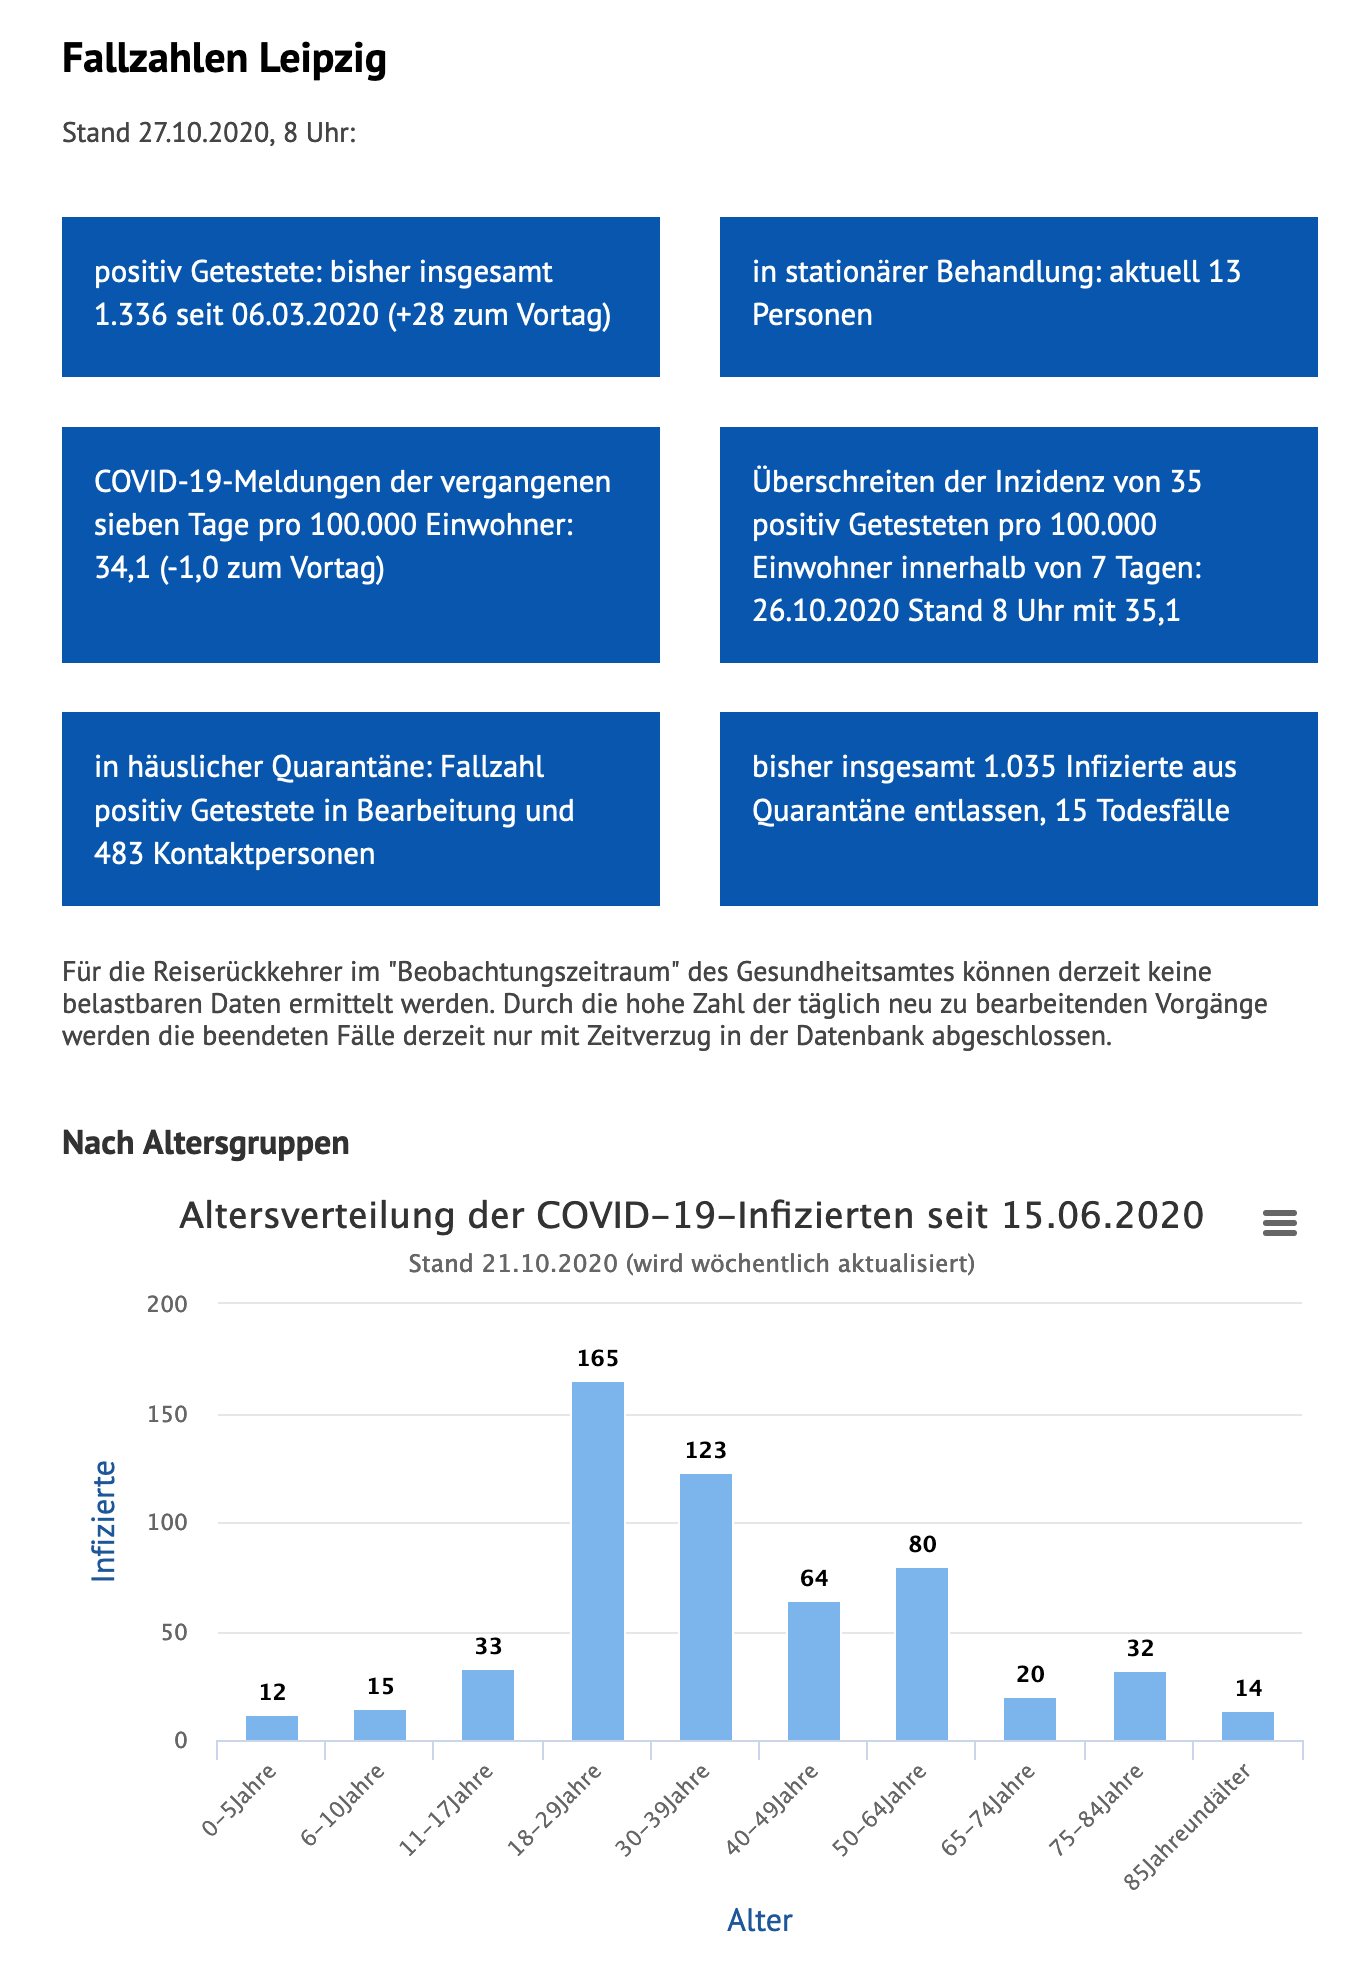 Fallzahlen Leipzig
Stand 27.10.2020, 8 Uhr:
positiv Getestete: bisher insgesamt
1.336 seit 06.03.2020 (+28 zum Vortag)
in stationärer Behandlung: aktuell 13
Personen
COVID-19-Meldungen der vergangenen
sieben Tage pro 100.000 Einwohner:
34,1 (-1,0 zum Vortag)
Überschreiten der Inzidenz von 35
positiv Getesteten pro 100.000
Einwohner innerhalb von 7 Tagen:
26.10.2020 Stand 8 Uhr mit 35,1
in häuslicher Quarantäne: Fallzahl
positiv Getestete in Bearbeitung und
483 Kontaktpersonen
bisher insgesamt 1.035 Infizierte aus
Quarantäne entlassen, 15 Todesfälle
Für die Reiserückkehrer im "Beobachtungszeitraum" des Gesundheitsamtes können derzeit keine
belastbaren Daten ermittelt werden. Durch die hohe Zahl der täglich neu zu bearbeitenden Vorgänge
werden die beendeten Fälle derzeit nur mit Zeitverzug in der Datenbank abgeschlossen.
Nach Altersgruppen
Altersverteilung der COVID-19-Infizierten seit 15.06.2020
Stand 21.10.2020 (wird wöchentlich aktualisiert)
Infizierte
200
150
100
50
0
12
15
33
165
123
64
80
20
32
14
0-5Jahre
6-10Jahre
11-17Jahre
18-29Jahre
30-39Jahre
40-49Jahre
50-64Jahre
65-74Jahre
75-84Jahre
85Jahreundälter
Alter